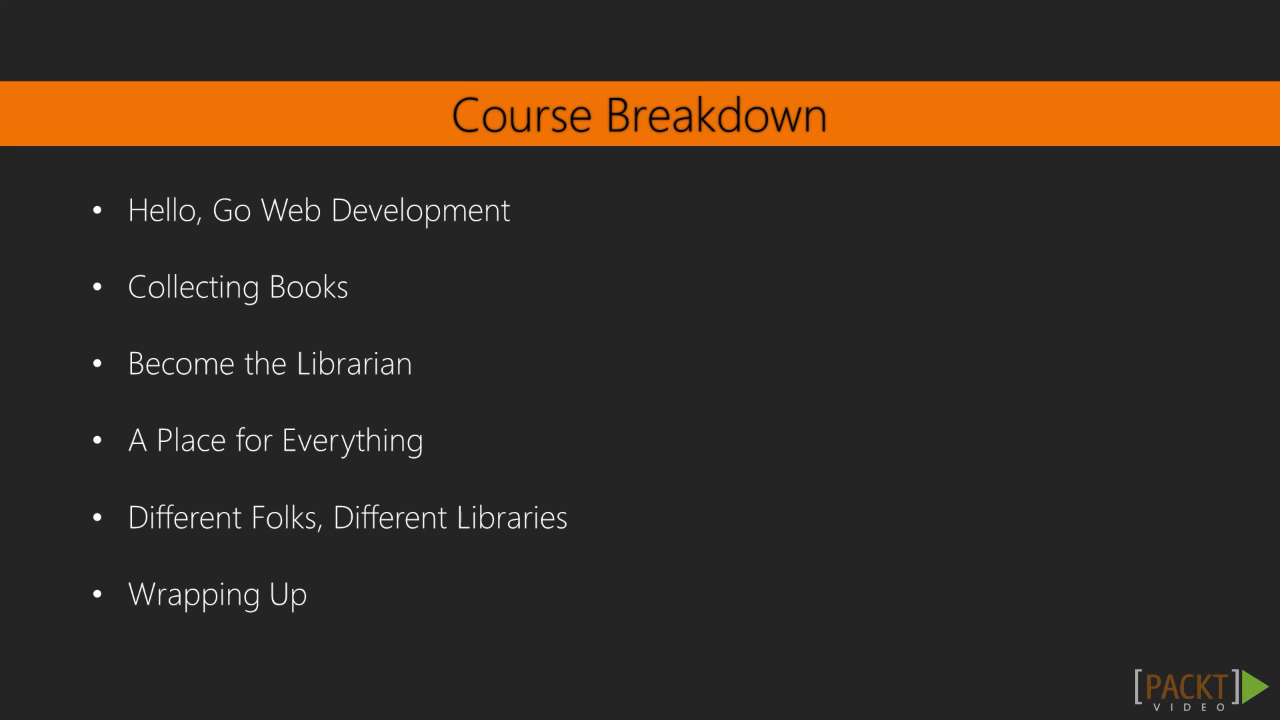 Course Breakdown
• Hello, Go Web Development
• Collecting Books
• Become the Librarian
• A Place for Everything
• Different Folks, Different Libraries
• Wrapping Up
[PACKT]
VIDEO